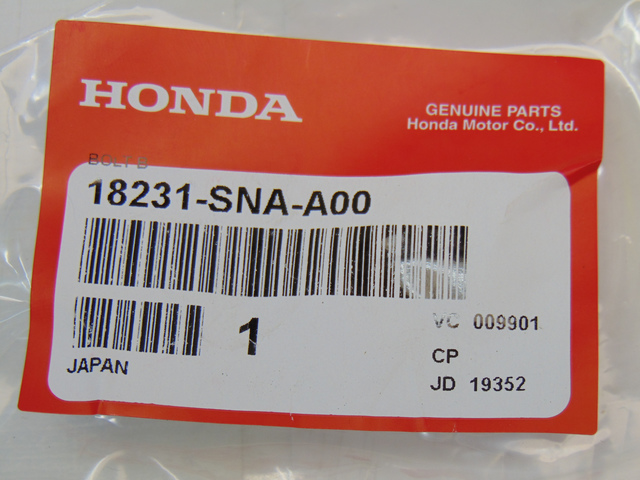 HONDA
GENUINE PARTS
Honda Motor Co., Ltd.
BOLT B
18231-SNA-A00
1
VC 009901
CP
JAPAN
JD 19352